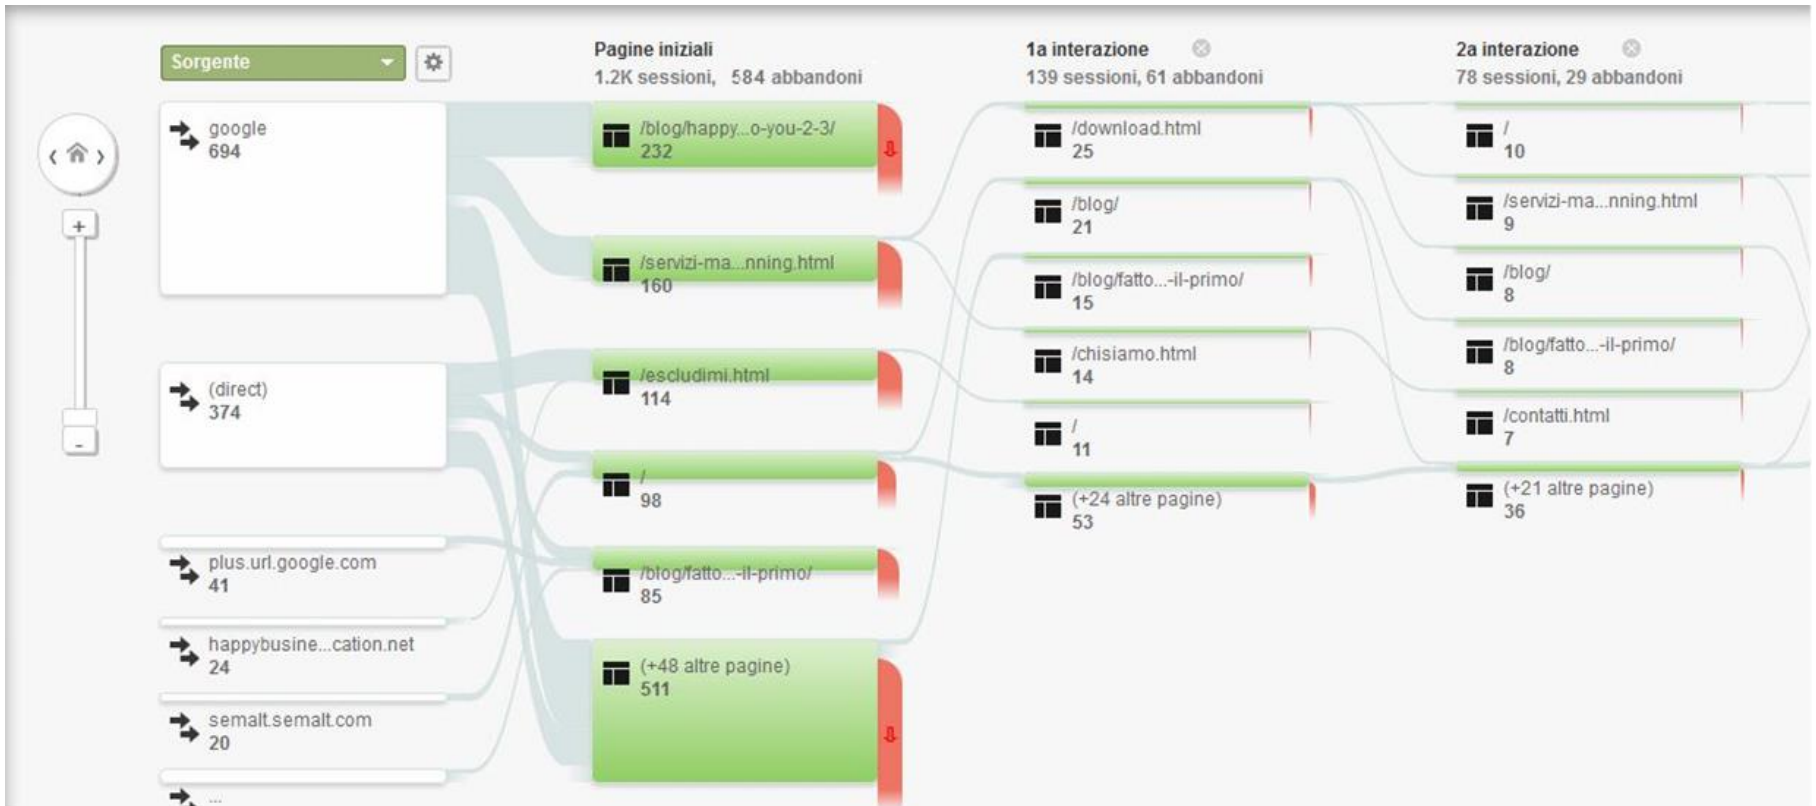 Sorgente
google
694
(direct)
374
plus.url.google.com
41
happybusine...cation.net
24
semalt.semalt.com
20
...
+
-
Pagine iniziali
1.2K sessioni, 584 abbandoni
/blog/happy...o-you-2-3/
232
/servizi-ma...nning.html
160
/escludimi.html
114
/
98
/blog/fatto...-il-primo/
85
(+48 altre pagine)
511
1a interazione
139 sessioni, 61 abbandoni
/download.html
25
/blog/
21
/blog/fatto...-il-primo/
15
/chisiamo.html
14
/
11
(+24 altre pagine)
53
2a interazione
78 sessioni, 29 abbandoni
/
10
/servizi-ma...nning.html
9
/blog/
8
/blog/fatto...-il-primo/
8
/contatti.html
7
(+21 altre pagine)
36